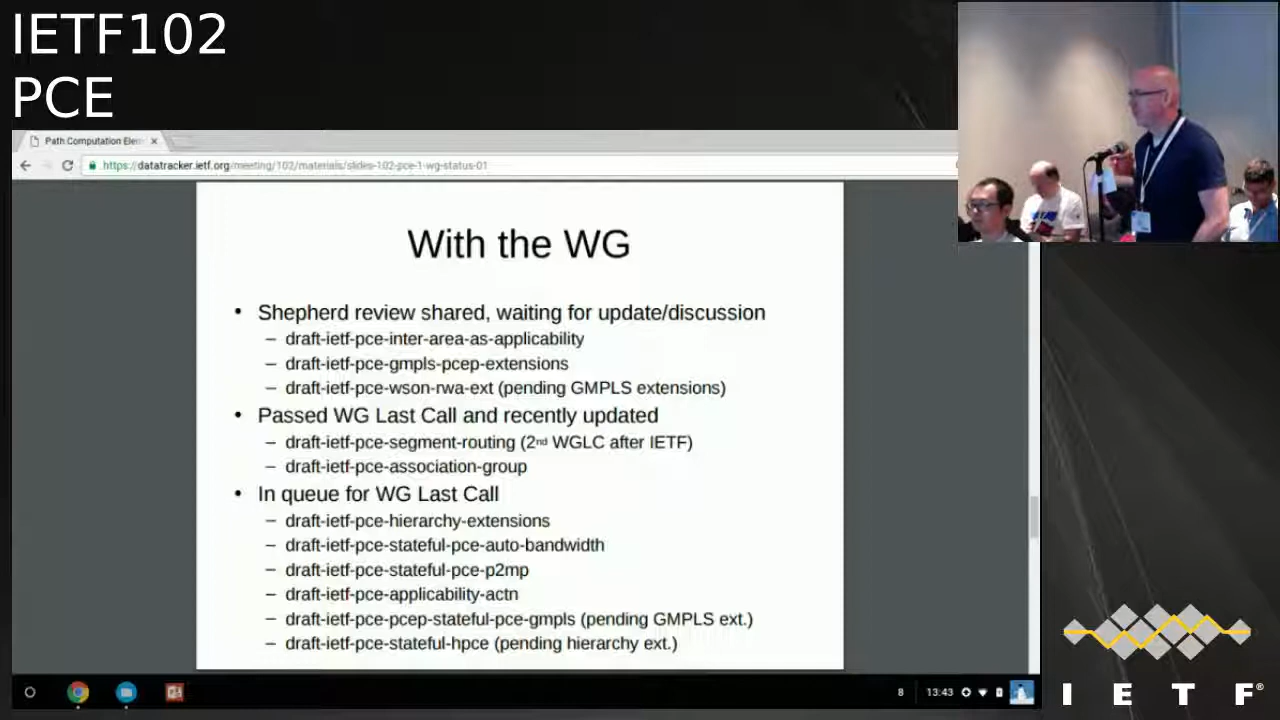 IETF102
PCE
Path Computation Elem
https://datatracker.ietf.org/meeting/102/materials/slides-102-pce-1-wg-status-01
With the WG
• Shepherd review shared, waiting for update/discussion
– draft-ietf-pce-inter-area-as-applicability
– draft-ietf-pce-gmpls-pcep-extensions
– draft-ietf-pce-wson-rwa-ext (pending GMPLS extensions)
• Passed WG Last Call and recently updated
– draft-ietf-pce-segment-routing (2nd WGLC after IETF)
– draft-ietf-pce-association-group
• In queue for WG Last Call
– draft-ietf-pce-hierarchy-extensions
– draft-ietf-pce-stateful-pce-auto-bandwidth
– draft-ietf-pce-stateful-pce-p2mp
– draft-ietf-pce-applicability-actn
– draft-ietf-pce-pcep-stateful-pce-gmpls (pending GMPLS ext.)
– draft-ietf-pce-stateful-hpce (pending hierarchy ext.)
8 13:43
I E T F®